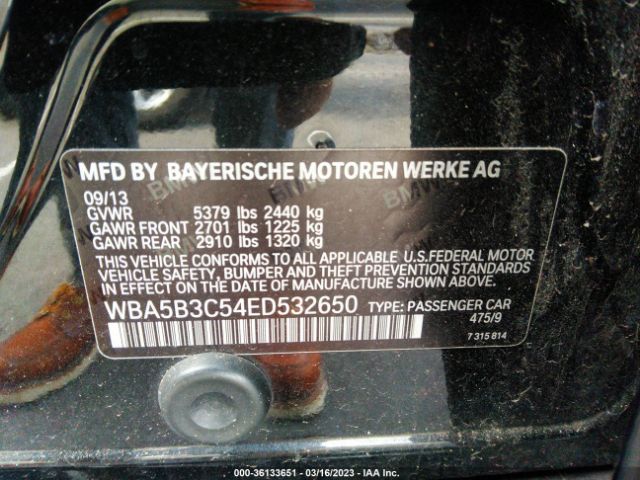 MFD BY BAYERISCHE MOTOREN WERKE AG
09/13
GVWR 5379 lbs 2440 kg
GAWR FRONT 2701 lbs 1225 kg
GAWR REAR 2910 lbs 1320 kg
THIS VEHICLE CONFORMS TO ALL APPLICABLE U.S.FEDERAL MOTOR
VEHICLE SAFETY, BUMPER AND THEFT PREVENTION STANDARDS
IN EFFECT ON THE DATE OF MANUFACTURE SHOWN ABOVE.
WBA5B3C54ED532650 TYPE: PASSENGER CAR
475/9
7 315 814
000-36133651 - 03/16/2023 - IAA Inc.